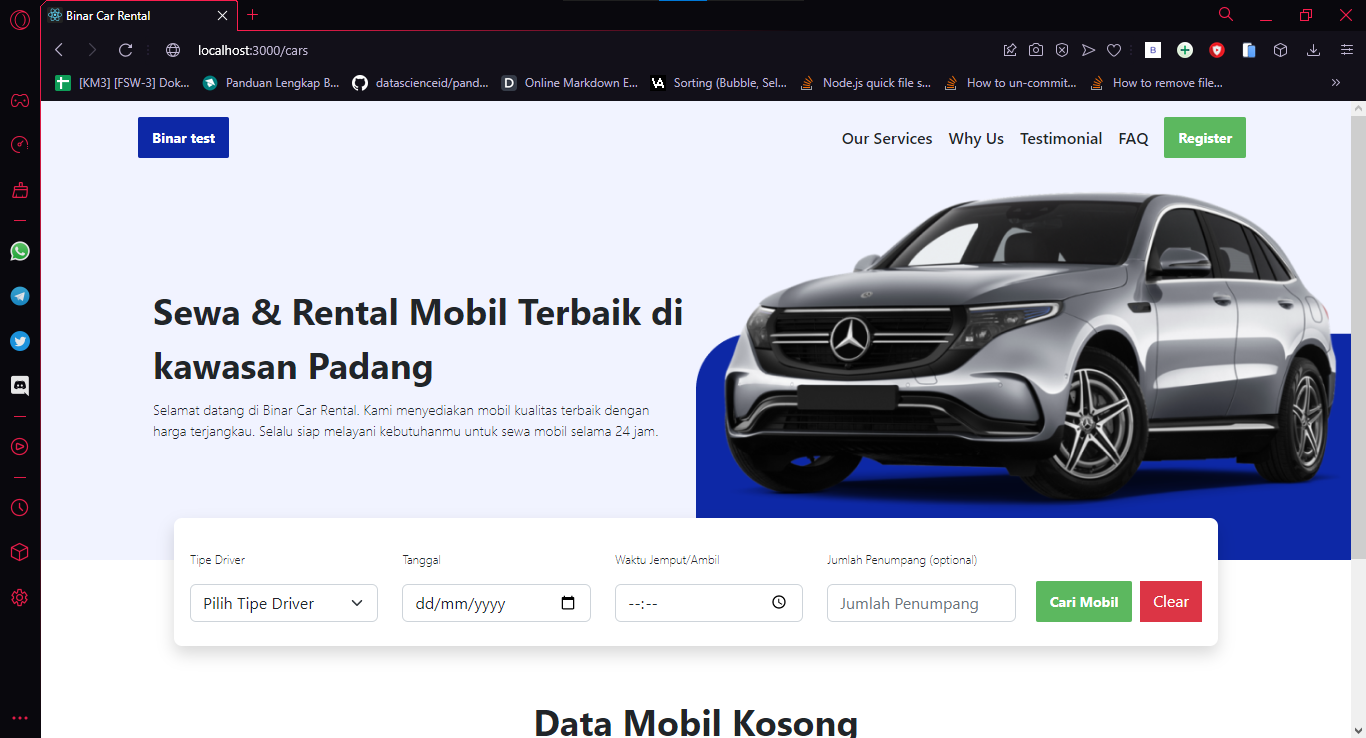 Binar Car Rental
localhost:3000/cars
[KM3] [FSW-3] Dok...
Panduan Lengkap B...
datascienceid/pand...
D
Online Markdown E...
Sorting (Bubble, Sel...
Node.js quick file s...
How to un-commit...
How to remove file...
Binar test
Our Services
Why Us
Testimonial
FAQ
Register
Sewa & Rental Mobil Terbaik di
kawasan Padang
Selamat datang di Binar Car Rental. Kami menyediakan mobil kualitas terbaik dengan
harga terjangkau. Selalu siap melayani kebutuhanmu untuk sewa mobil selama 24 jam.
Tipe Driver
Tanggal
Waktu Jemput/Ambil
Jumlah Penumpang (optional)
Pilih Tipe Driver
dd/mm/yyyy
--:--
Jumlah Penumpang
Cari Mobil
Clear
Data Mobil Kosong